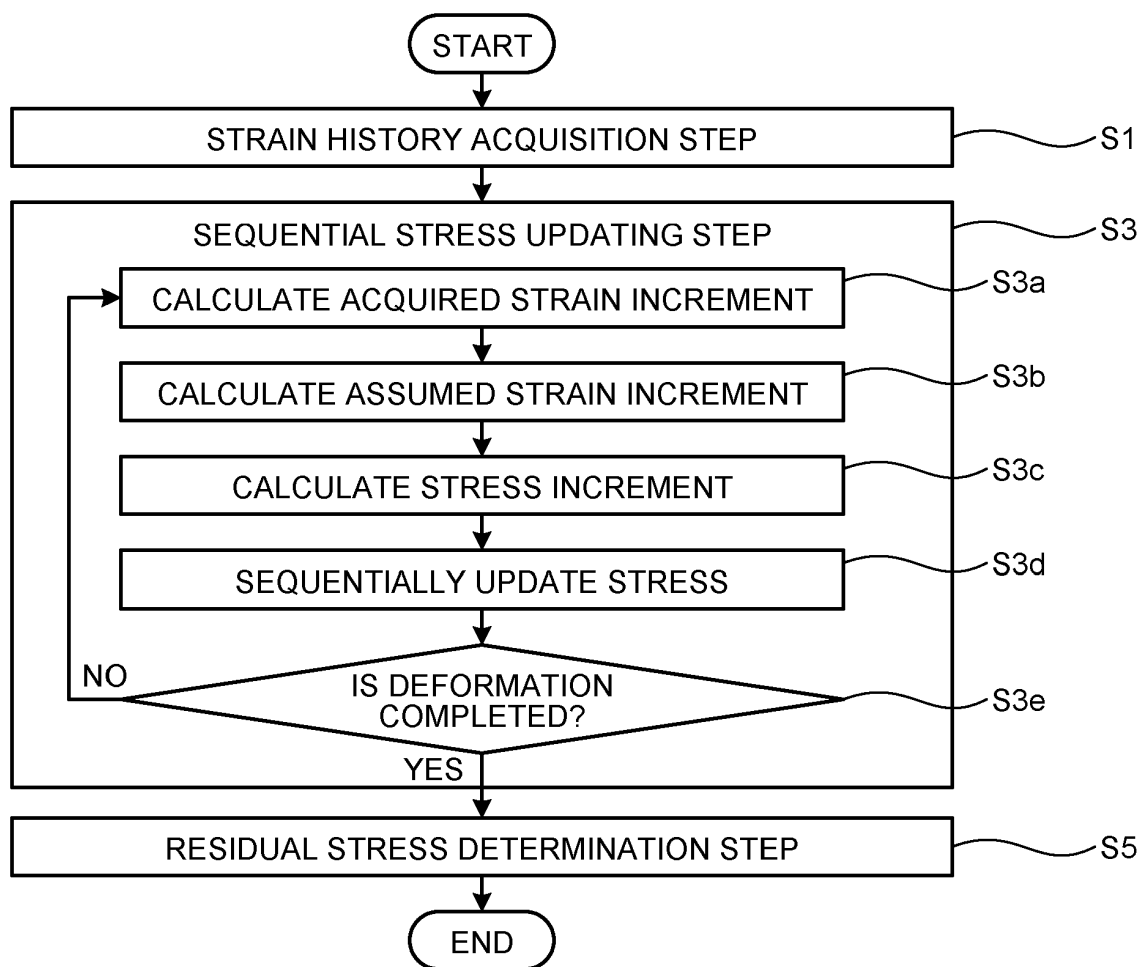 START
STRAIN HISTORY ACQUISITION STEP
S1
SEQUENTIAL STRESS UPDATING STEP
S3
CALCULATE ACQUIRED STRAIN INCREMENT
S3a
CALCULATE ASSUMED STRAIN INCREMENT
S3b
CALCULATE STRESS INCREMENT
S3c
SEQUENTIALLY UPDATE STRESS
S3d
NO
IS DEFORMATION
COMPLETED?
S3e
YES
RESIDUAL STRESS DETERMINATION STEP
S5
END